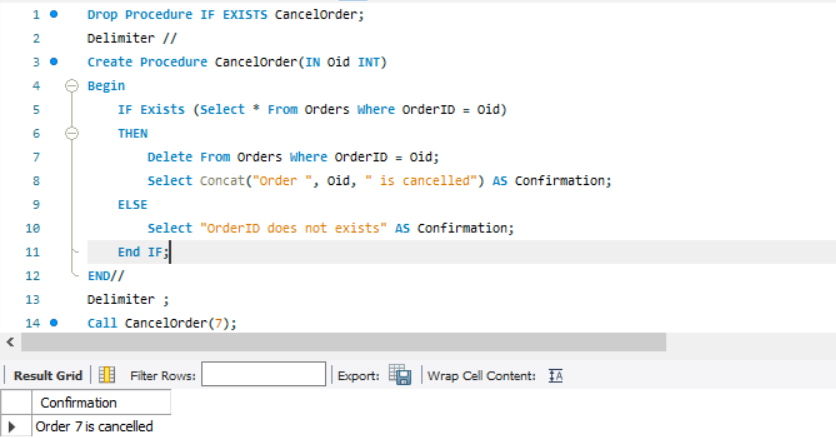 1 Drop Procedure IF EXISTS CancelOrder;
2 Delimiter //
3 Create Procedure CancelOrder(IN Oid INT)
4 Begin
5 IF Exists (Select * From Orders Where OrderID = Oid)
6 THEN
7 Delete From Orders Where OrderID = Oid;
8 Select Concat("Order ", Oid, " is cancelled") AS Confirmation;
9 ELSE
10 Select "OrderID does not exists" AS Confirmation;
11 End IF;
12 END//
13 Delimiter ;
14 Call CancelOrder(7);
Result Grid Filter Rows: Export: Wrap Cell Content: IA
Confirmation
Order 7 is cancelled